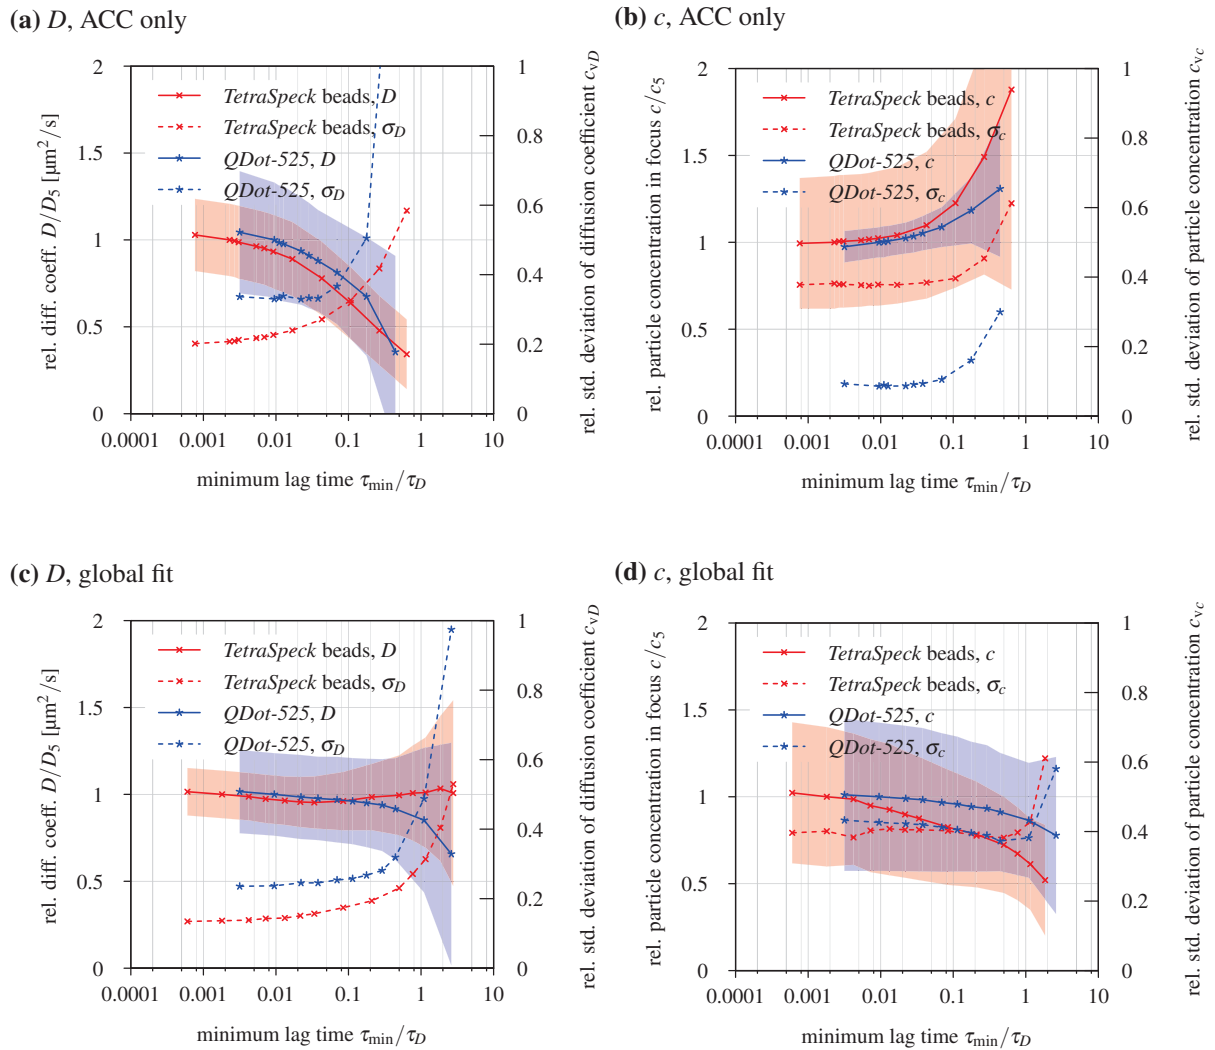 (a) D, ACC only
rel. diff. coeff. D/D5 [µm²/s]
2
1.5
1
0.5
0
TetraSpeck beads, D
TetraSpeck beads, σD
QDot-525, D
QDot-525, σD
1
0.8
0.6
0.4
0.2
0
rel. std. deviation of diffusion coefficient cvD
0.0001 0.001 0.01 0.1 1 10
minimum lag time τmin/τD
(b) c, ACC only
rel. particle concentration in focus c/c5
2
1.5
1
0.5
0
TetraSpeck beads, c
TetraSpeck beads, σc
QDot-525, c
QDot-525, σc
1
0.8
0.6
0.4
0.2
0
rel. std. deviation of particle concentration cvc
0.0001 0.001 0.01 0.1 1 10
minimum lag time τmin/τD
(c) D, global fit
rel. diff. coeff. D/D5 [µm²/s]
2
1.5
1
0.5
0
TetraSpeck beads, D
TetraSpeck beads, σD
QDot-525, D
QDot-525, σD
1
0.8
0.6
0.4
0.2
0
rel. std. deviation of diffusion coefficient cvD
0.0001 0.001 0.01 0.1 1 10
minimum lag time τmin/τD
(d) c, global fit
rel. particle concentration in focus c/c5
2
1.5
1
0.5
0
TetraSpeck beads, c
TetraSpeck beads, σc
QDot-525, c
QDot-525, σc
1
0.8
0.6
0.4
0.2
0
rel. std. deviation of particle concentration cvc
0.0001 0.001 0.01 0.1 1 10
minimum lag time τmin/τD